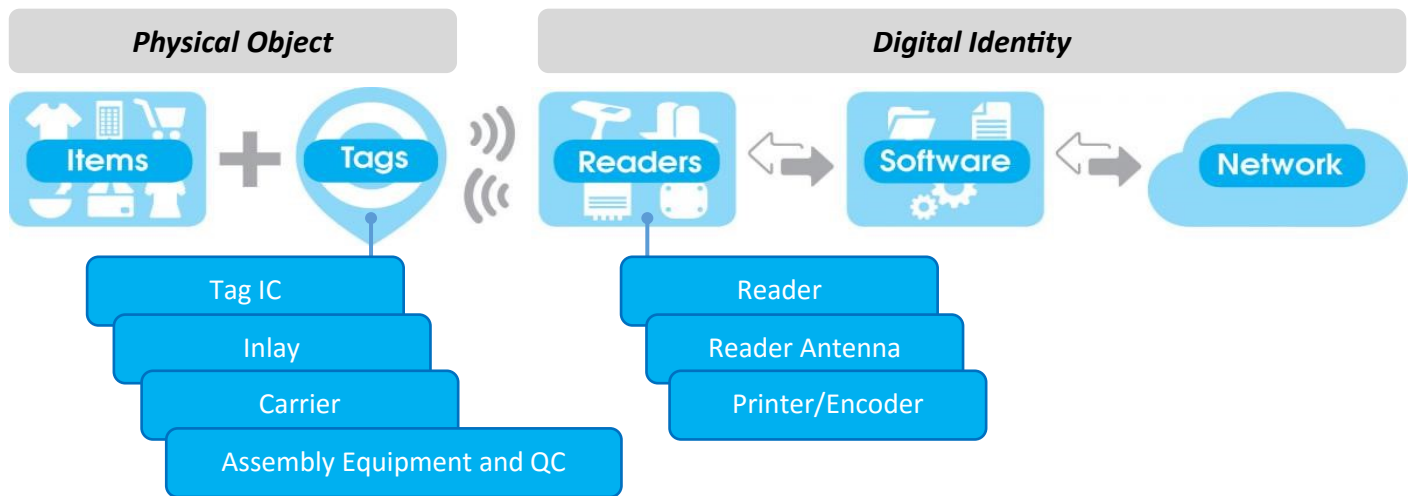 Physical Object
Digital Identity
Items
Tags
Readers
Software
Network
Tag IC
Inlay
Carrier
Assembly Equipment and QC
Reader
Reader Antenna
Printer/Encoder